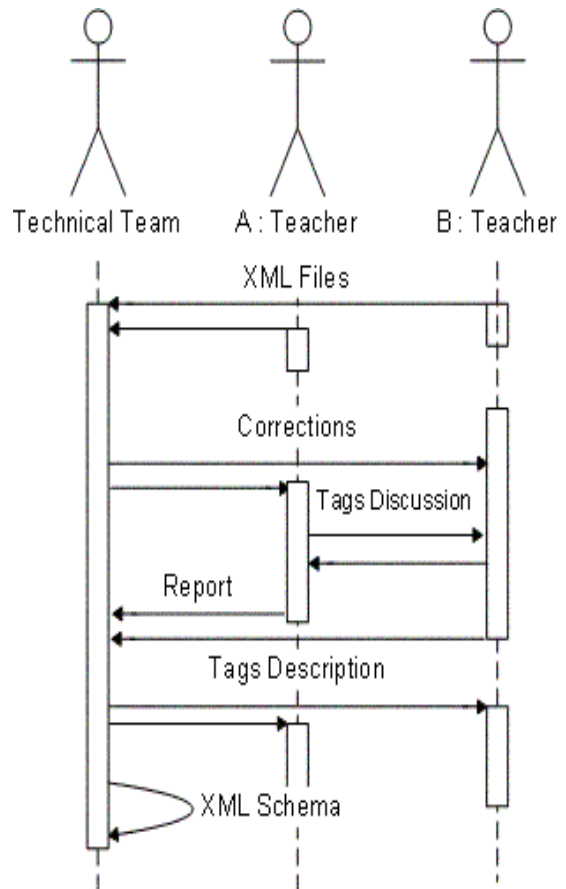 Technical Team A : Teacher B : Teacher
XML Files
Corrections
Tags Discussion
Report
Tags Description
XML Schema